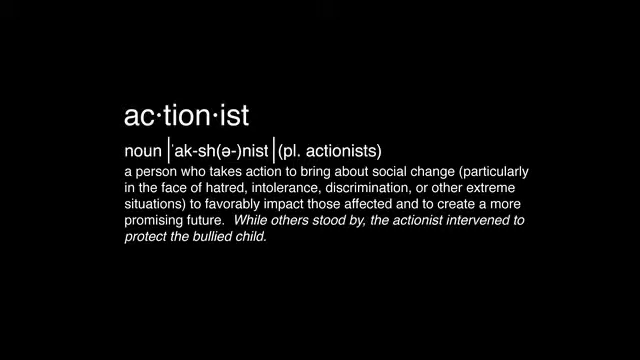 ac·tion·ist
noun |ˈak-sh(ə-)nist|(pl. actionists)
a person who takes action to bring about social change (particularly
in the face of hatred, intolerance, discrimination, or other extreme
situations) to favorably impact those affected and to create a more
promising future.  While others stood by, the actionist intervened to
protect the bullied child.